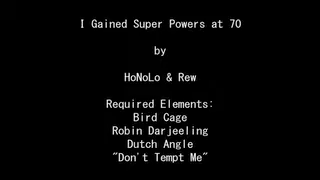 I Gained Super Powers at 70
by
HoNoLo & Rew
Required Elements:
Bird Cage
Robin Darjeeling
Dutch Angle
"Don't Tempt Me"